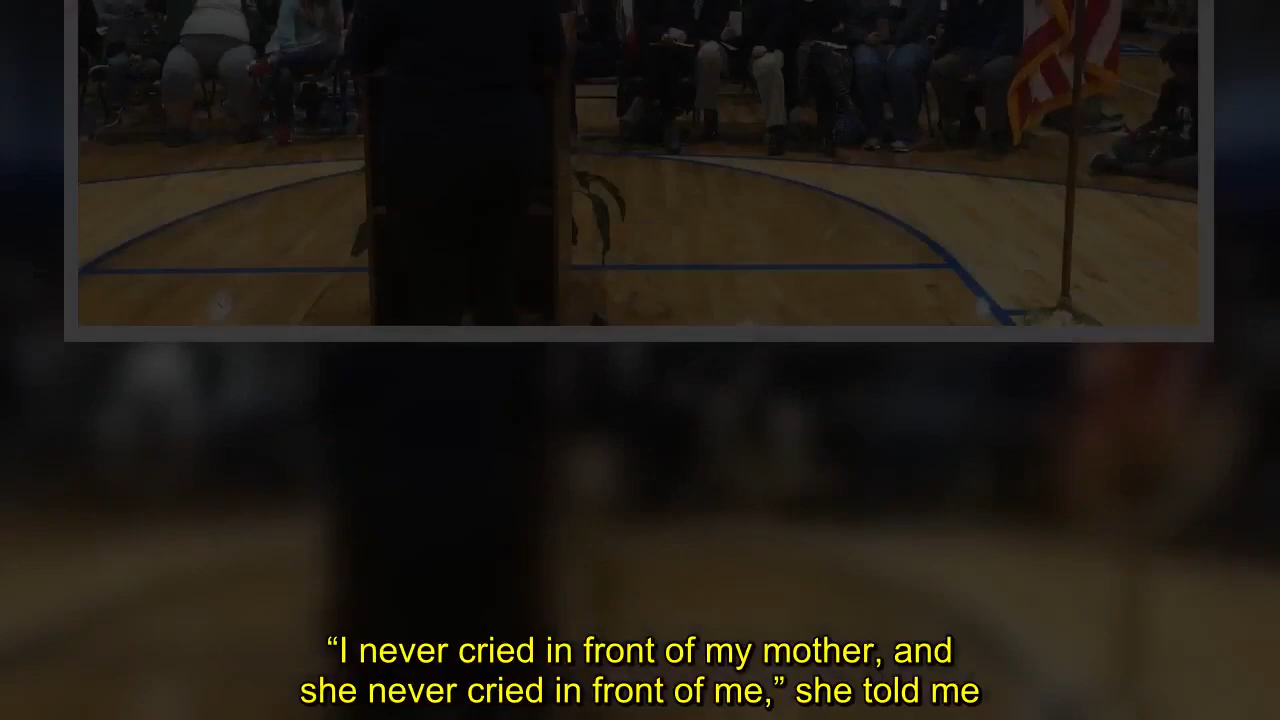 “I never cried in front of my mother, and
she never cried in front of me,” she told me